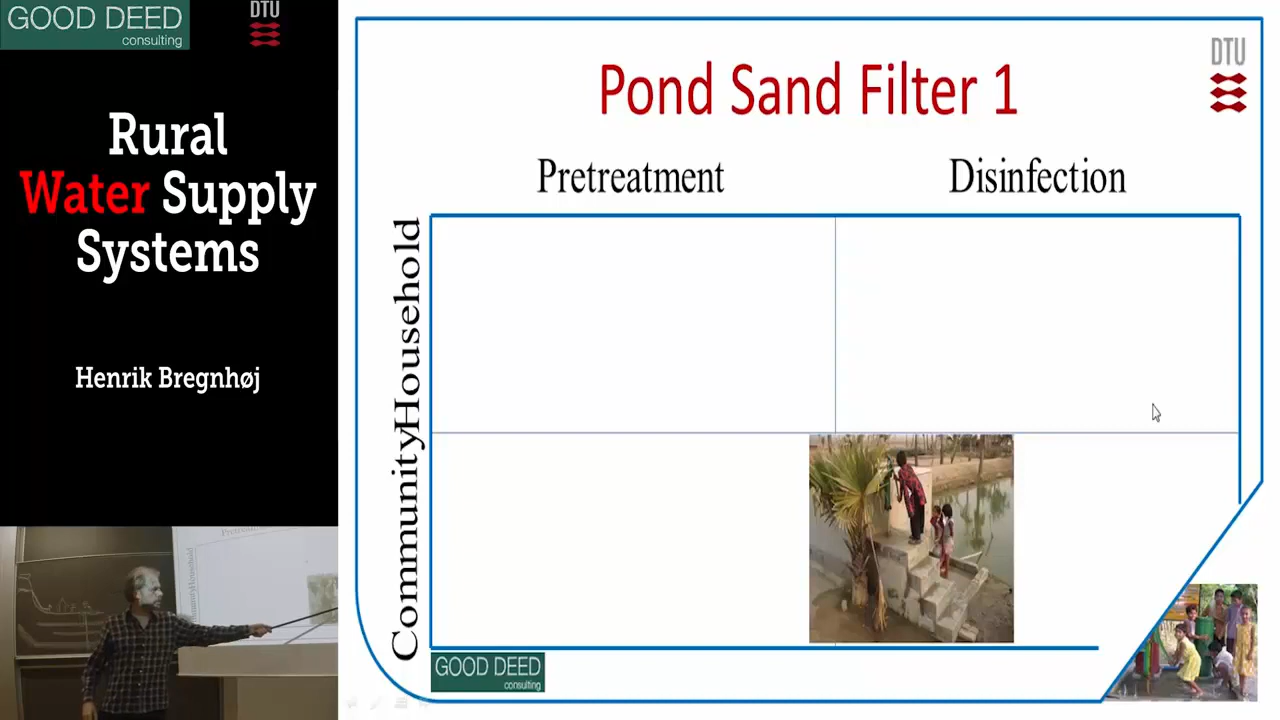 GOOD DEED
consulting
DTU
Rural
Water Supply
Systems
Henrik Bregnhøj
DTU
Pond Sand Filter 1
Pretreatment
Disinfection
Household
Community
GOOD DEED
consulting